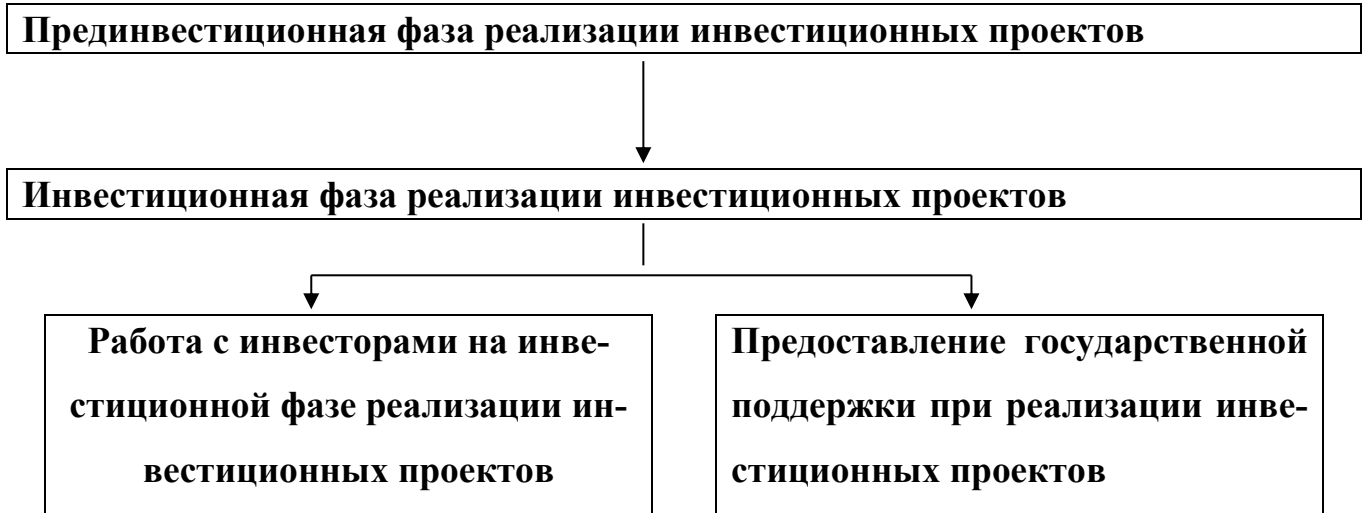 Прединвестиционная фаза реализации инвестиционных проектов
Инвестиционная фаза реализации инвестиционных проектов
Работа с инвесторами на инве-
стиционной фазе реализации ин-
вестиционных проектов
Предоставление государственной
поддержки при реализации инве-
стиционных проектов